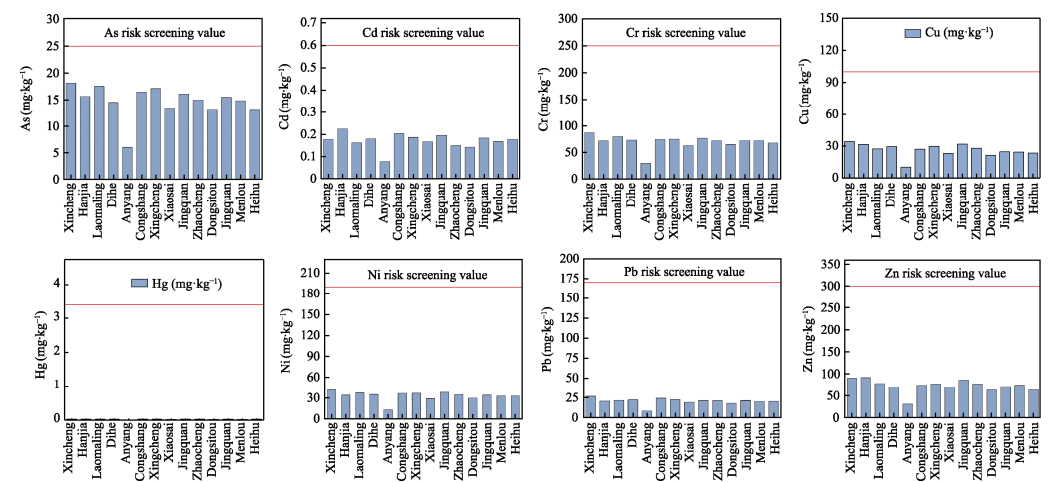 As risk screening value
As (mg·kg⁻¹)
30
25
20
15
10
5
0
Xincheng
Hanjia
Laomaling
Dihe
Anyang
Congshang
Xingcheng
Xiaosai
Jingquan
Zhaocheng
Dongsitou
Jingquan
Menlou
Heihu
Cd risk screening value
Cd (mg·kg⁻¹)
0.7
0.6
0.5
0.4
0.3
0.2
0.1
0
Xincheng
Hanjia
Laomaling
Dihe
Anyang
Congshang
Xingcheng
Xiaosai
Jingquan
Zhaocheng
Dongsitou
Jingquan
Menlou
Heihu
Cr risk screening value
Cr (mg·kg⁻¹)
300
250
200
150
100
50
0
Xincheng
Hanjia
Laomaling
Dihe
Anyang
Congshang
Xingcheng
Xiaosai
Jingquan
Zhaocheng
Dongsitou
Jingquan
Menlou
Heihu
Cu (mg·kg⁻¹)
Cu (mg·kg⁻¹)
150
120
90
60
30
0
Xincheng
Hanjia
Laomaling
Dihe
Anyang
Congshang
Xingcheng
Xiaosai
Jingquan
Zhaocheng
Dongsitou
Jingquan
Menlou
Heihu
Hg (mg·kg⁻¹)
Hg (mg·kg⁻¹)
4
3
2
1
0
Xincheng
Hanjia
Laomaling
Dihe
Anyang
Congshang
Xingcheng
Xiaosai
Jingquan
Zhaocheng
Dongsitou
Jingquan
Menlou
Heihu
Ni risk screening value
Ni (mg·kg⁻¹)
210
180
150
120
90
60
30
0
Xincheng
Hanjia
Laomaling
Dihe
Anyang
Congshang
Xingcheng
Xiaosai
Jingquan
Zhaocheng
Dongsitou
Jingquan
Menlou
Heihu
Pb risk screening value
Pb (mg·kg⁻¹)
200
175
150
125
100
75
50
25
0
Xincheng
Hanjia
Laomaling
Dihe
Anyang
Congshang
Xingcheng
Xiaosai
Jingquan
Zhaocheng
Dongsitou
Jingquan
Menlou
Heihu
Zn risk screening value
Zn (mg·kg⁻¹)
350
300
250
200
150
100
50
0
Xincheng
Hanjia
Laomaling
Dihe
Anyang
Congshang
Xingcheng
Xiaosai
Jingquan
Zhaocheng
Dongsitou
Jingquan
Menlou
Heihu